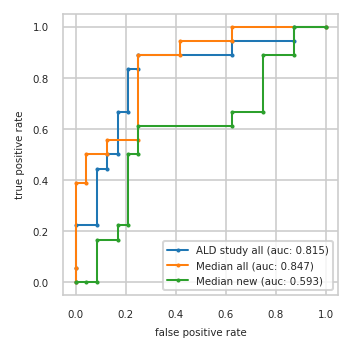 1.0
0.8
0.6
0.4
0.2
0.0
true positive rate
ALD study all (auc: 0.815)
Median all (auc: 0.847)
Median new (auc: 0.593)
0.0 0.2 0.4 0.6 0.8 1.0
false positive rate